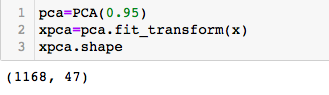 1 pca=PCA(0.95)
2 xpca=pca.fit_transform(x)
3 xpca.shape
(1168, 47)